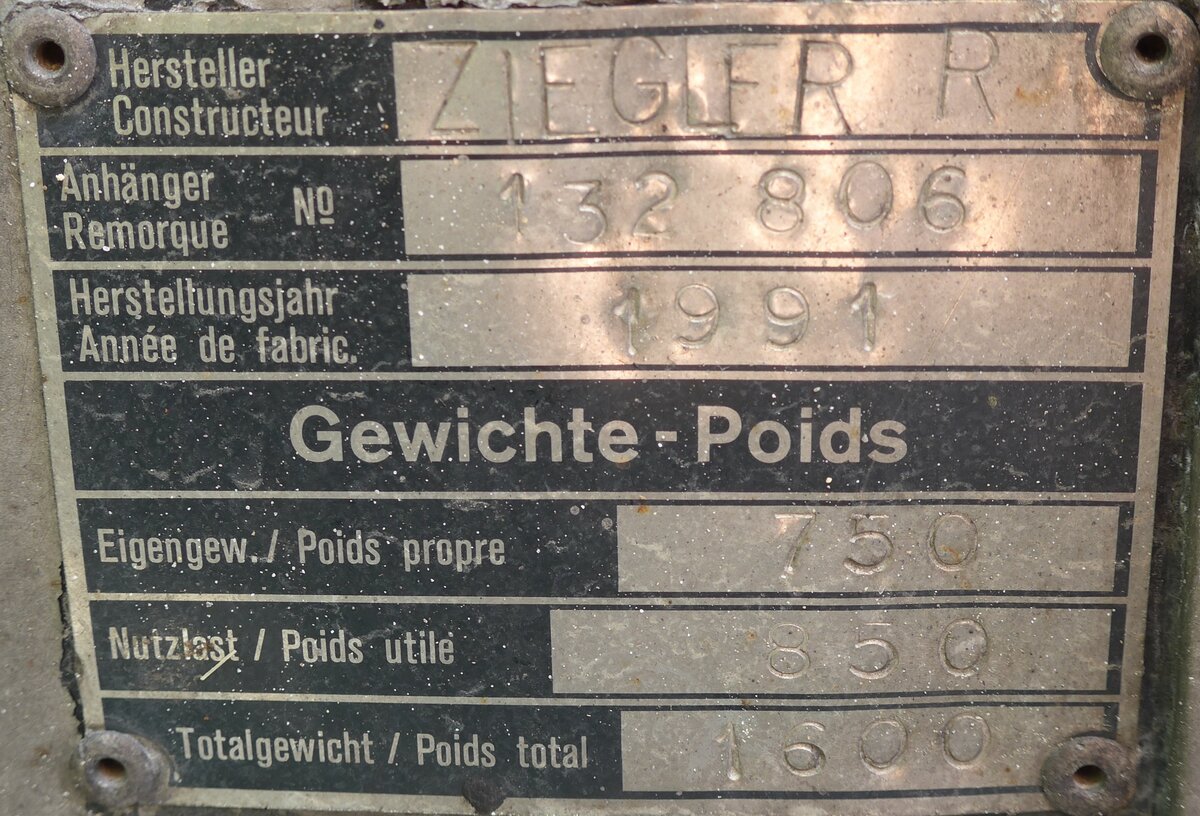 Hersteller ZIEGLER R
Constructeur
Anhänger No 132 806
Remorque
Herstellungsjahr 1991
Année de fabric.
Gewichte - Poids
Eigengew./ Poids propre 750
Nutzlast / Poids utile 850
Totalgewicht / Poids total 1600